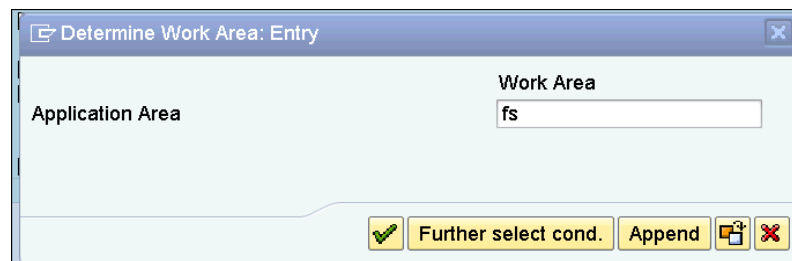 Determine Work Area: Entry
Work Area
Application Area fs
Further select cond. Append